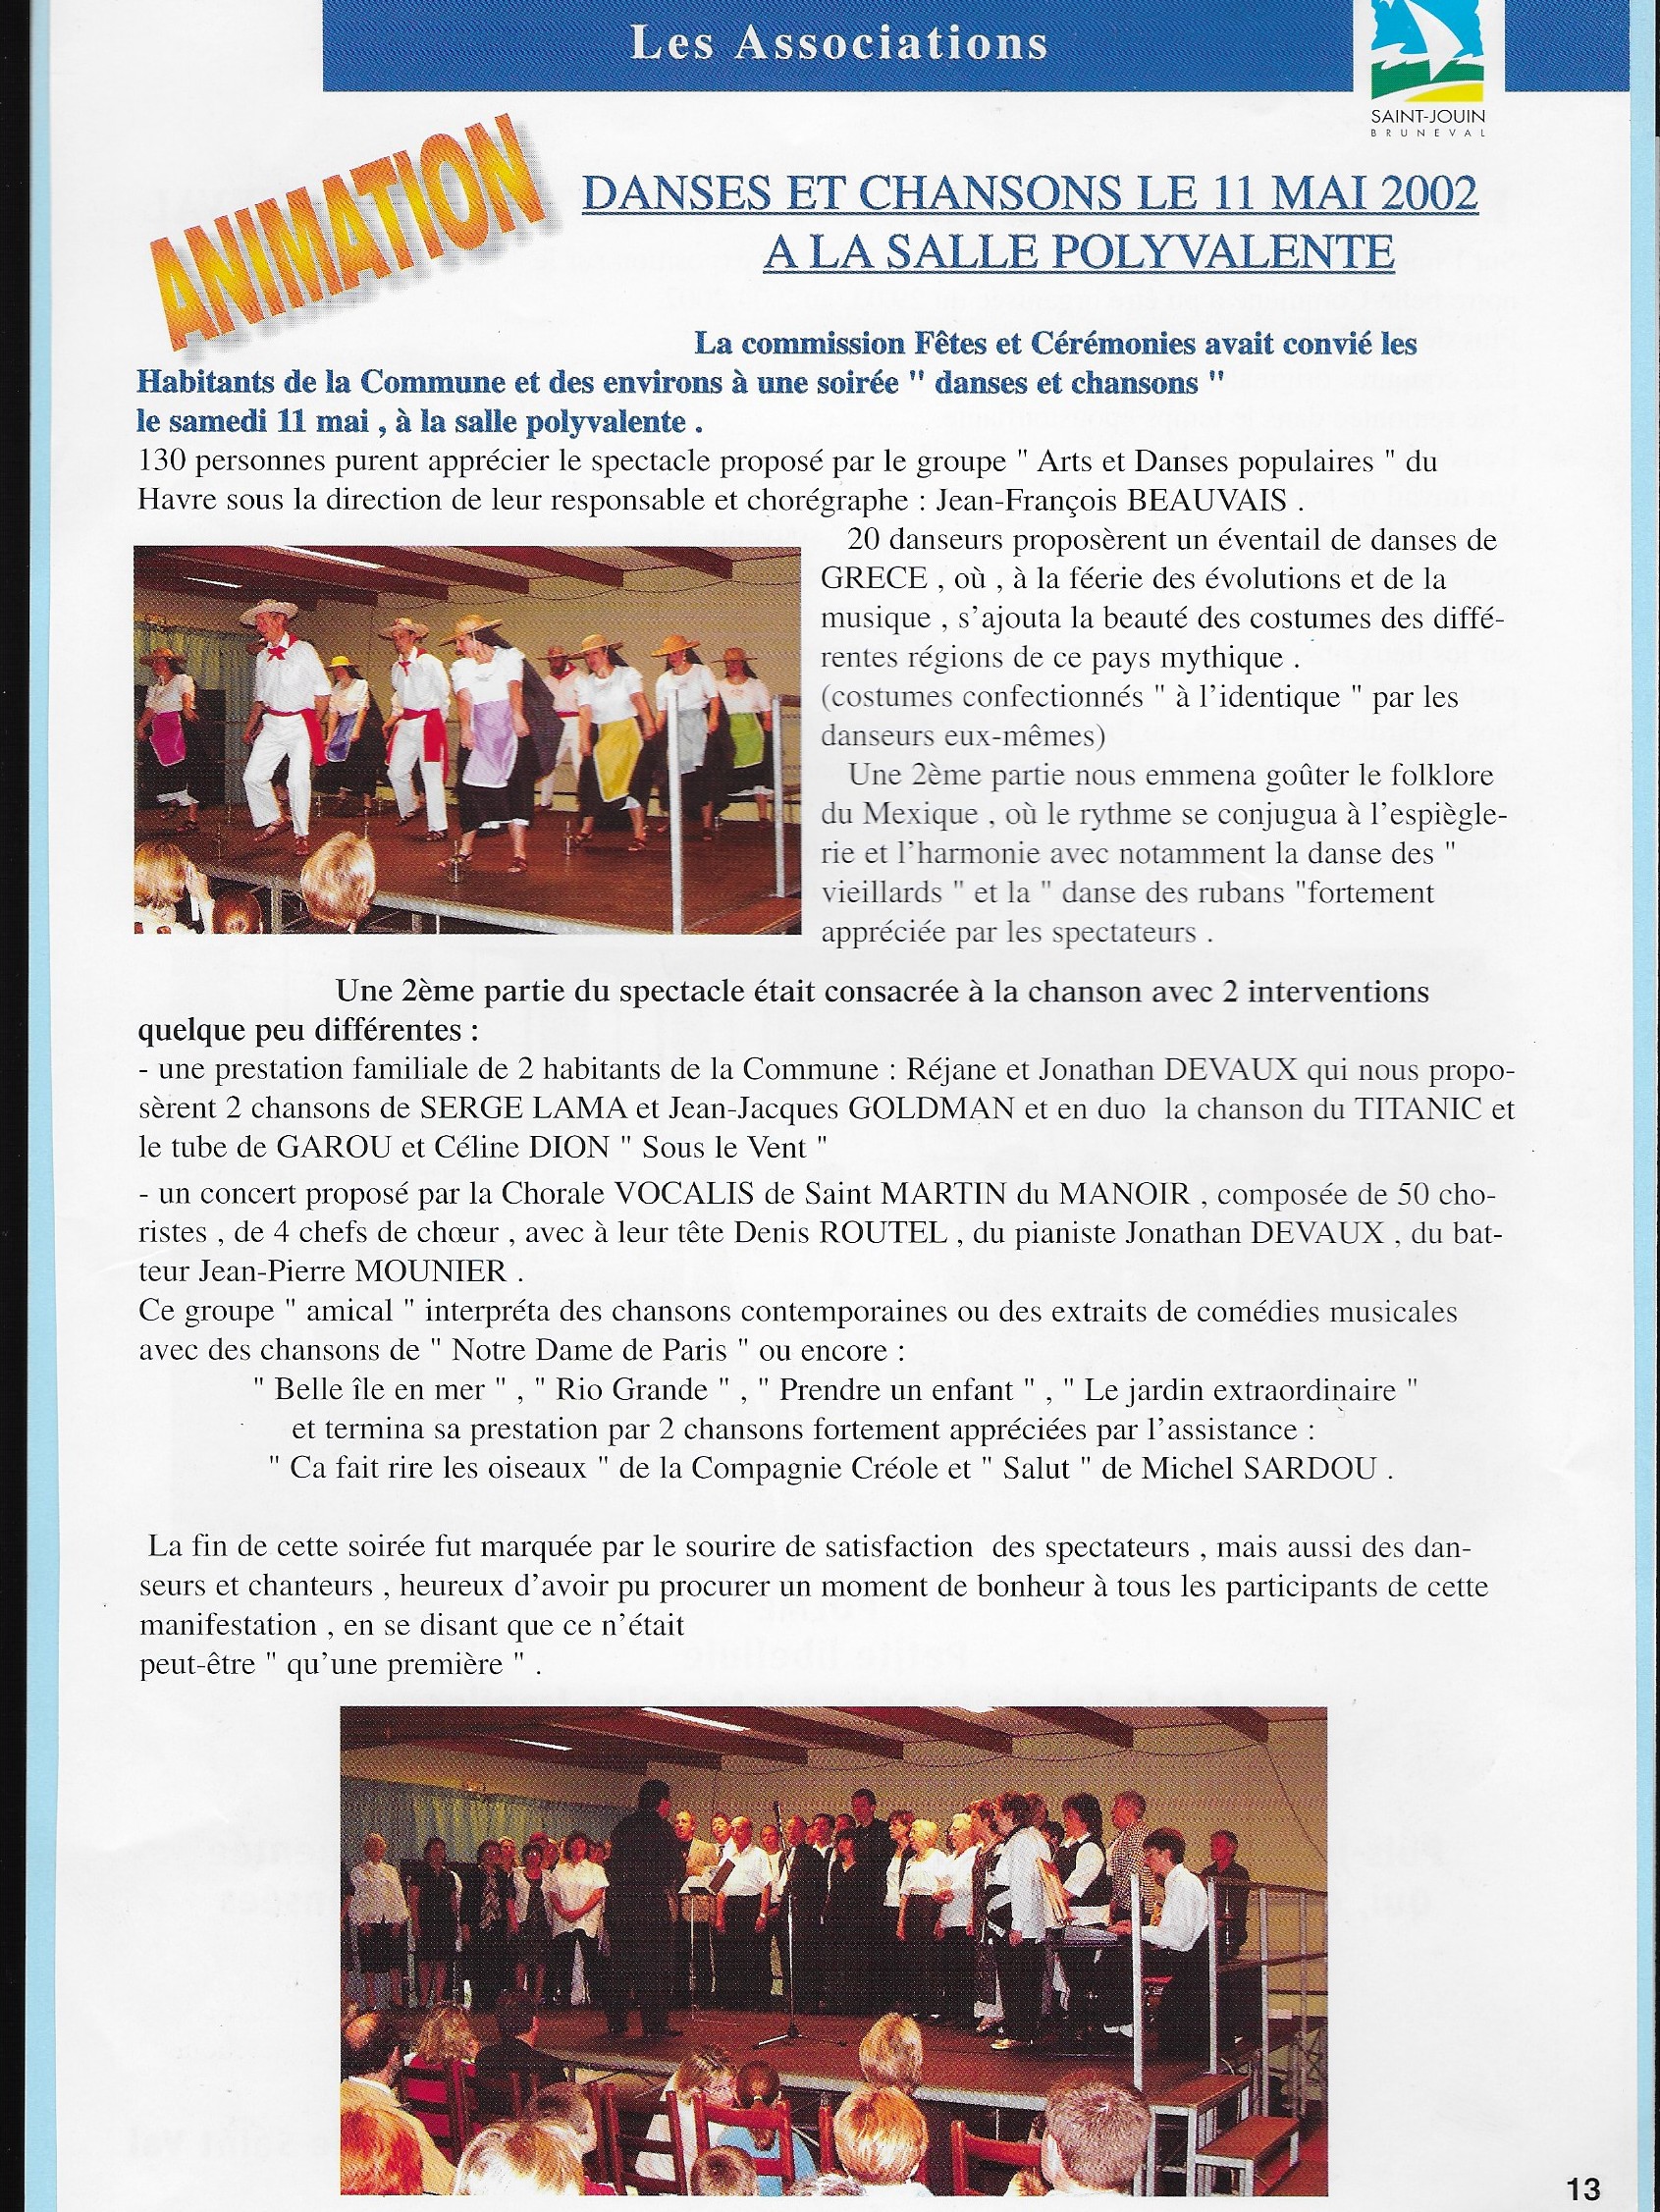 Les Associations
SAINT-JOUIN
BRUNEVAL
ANIMATION
DANSES ET CHANSONS LE 11 MAI 2002
A LA SALLE POLYVALENTE
La commission Fêtes et Cérémonies avait convié les
Habitants de la Commune et des environs à une soirée " danses et chansons "
le samedi 11 mai , à la salle polyvalente .
130 personnes purent apprécier le spectacle proposé par le groupe " Arts et Danses populaires " du
Havre sous la direction de leur responsable et chorégraphe : Jean-François BEAUVAIS .
20 danseurs proposèrent un éventail de danses de
GRECE , où , à la féerie des évolutions et de la
musique , s'ajouta la beauté des costumes des diffé-
rentes régions de ce pays mythique .
(costumes confectionnés " à l'identique " par les
danseurs eux-mêmes)
Une 2ème partie nous emmena goûter le folklore
du Mexique , où le rythme se conjugua à l'espiègle-
rie et l'harmonie avec notamment la danse des "
vieillards " et la " danse des rubans "fortement
appréciée par les spectateurs .
Une 2ème partie du spectacle était consacrée à la chanson avec 2 interventions
quelque peu différentes :
- une prestation familiale de 2 habitants de la Commune : Réjane et Jonathan DEVAUX qui nous propo-
sèrent 2 chansons de SERGE LAMA et Jean-Jacques GOLDMAN et en duo la chanson du TITANIC et
le tube de GAROU et Céline DION " Sous le Vent "
- un concert proposé par la Chorale VOCALIS de Saint MARTIN du MANOIR , composée de 50 cho-
ristes , de 4 chefs de chœur , avec à leur tête Denis ROUTEL , du pianiste Jonathan DEVAUX , du bat-
teur Jean-Pierre MOUNIER .
Ce groupe " amical " interpréta des chansons contemporaines ou des extraits de comédies musicales
avec des chansons de " Notre Dame de Paris " ou encore :
" Belle île en mer " , " Rio Grande " , " Prendre un enfant " , " Le jardin extraordinaire "
et termina sa prestation par 2 chansons fortement appréciées par l'assistance :
" Ca fait rire les oiseaux " de la Compagnie Créole et " Salut " de Michel SARDOU .
La fin de cette soirée fut marquée par le sourire de satisfaction des spectateurs , mais aussi des dan-
seurs et chanteurs , heureux d'avoir pu procurer un moment de bonheur à tous les participants de cette
manifestation , en se disant que ce n'était
peut-être " qu'une première " .
13